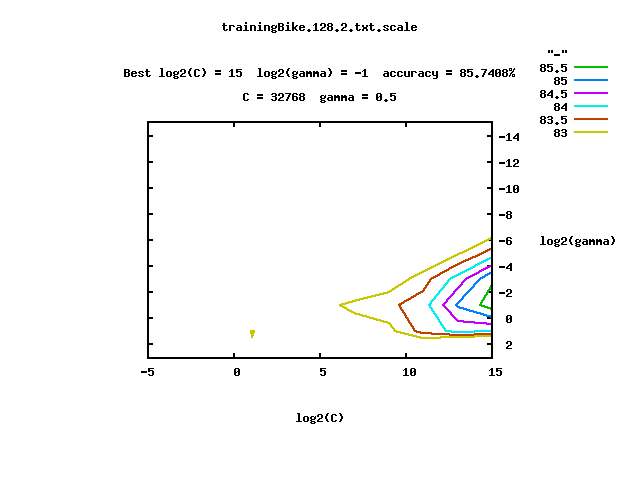 trainingBike.128.2.txt.scale
Best log2(C) = 15  log2(gamma) = -1  accuracy = 85.7408%
C = 32768  gamma = 0.5
"-"
85.5
85
84.5
84
83.5
83
-14
-12
-10
-8
-6
-4
-2
0
2
log2(gamma)
-5 0 5 10 15
log2(C)